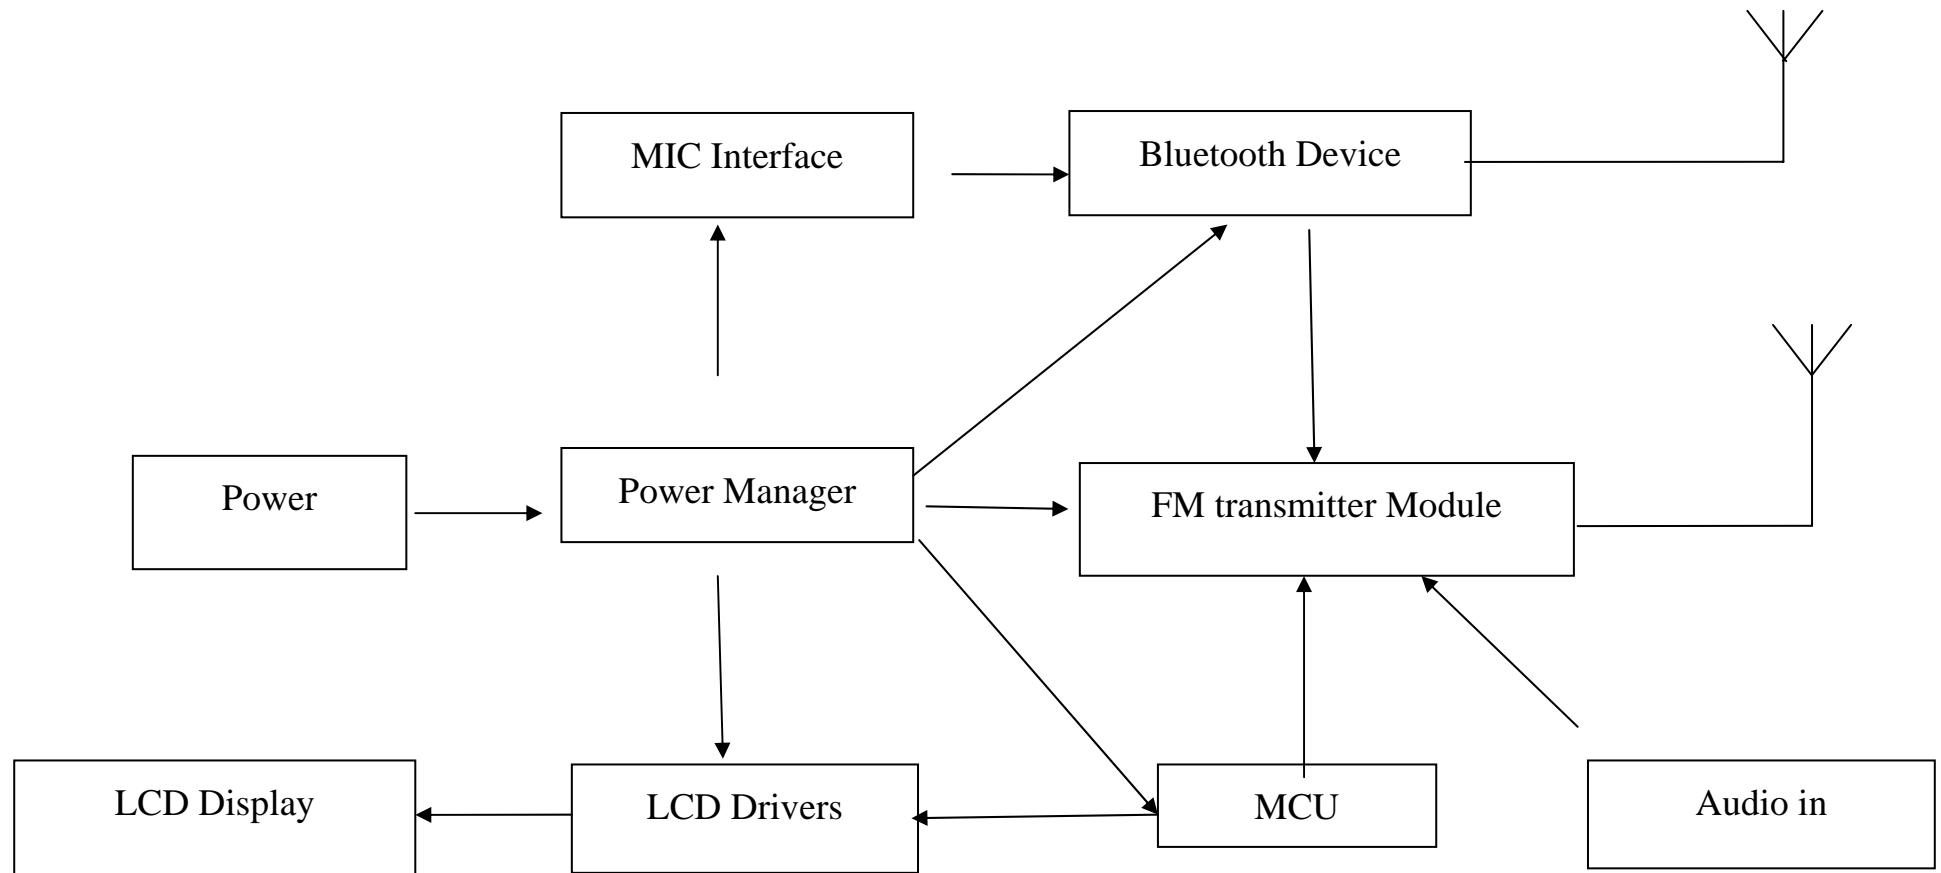 MIC Interface
Bluetooth Device
Power
Power Manager
FM transmitter Module
LCD Display
LCD Drivers
MCU
Audio in